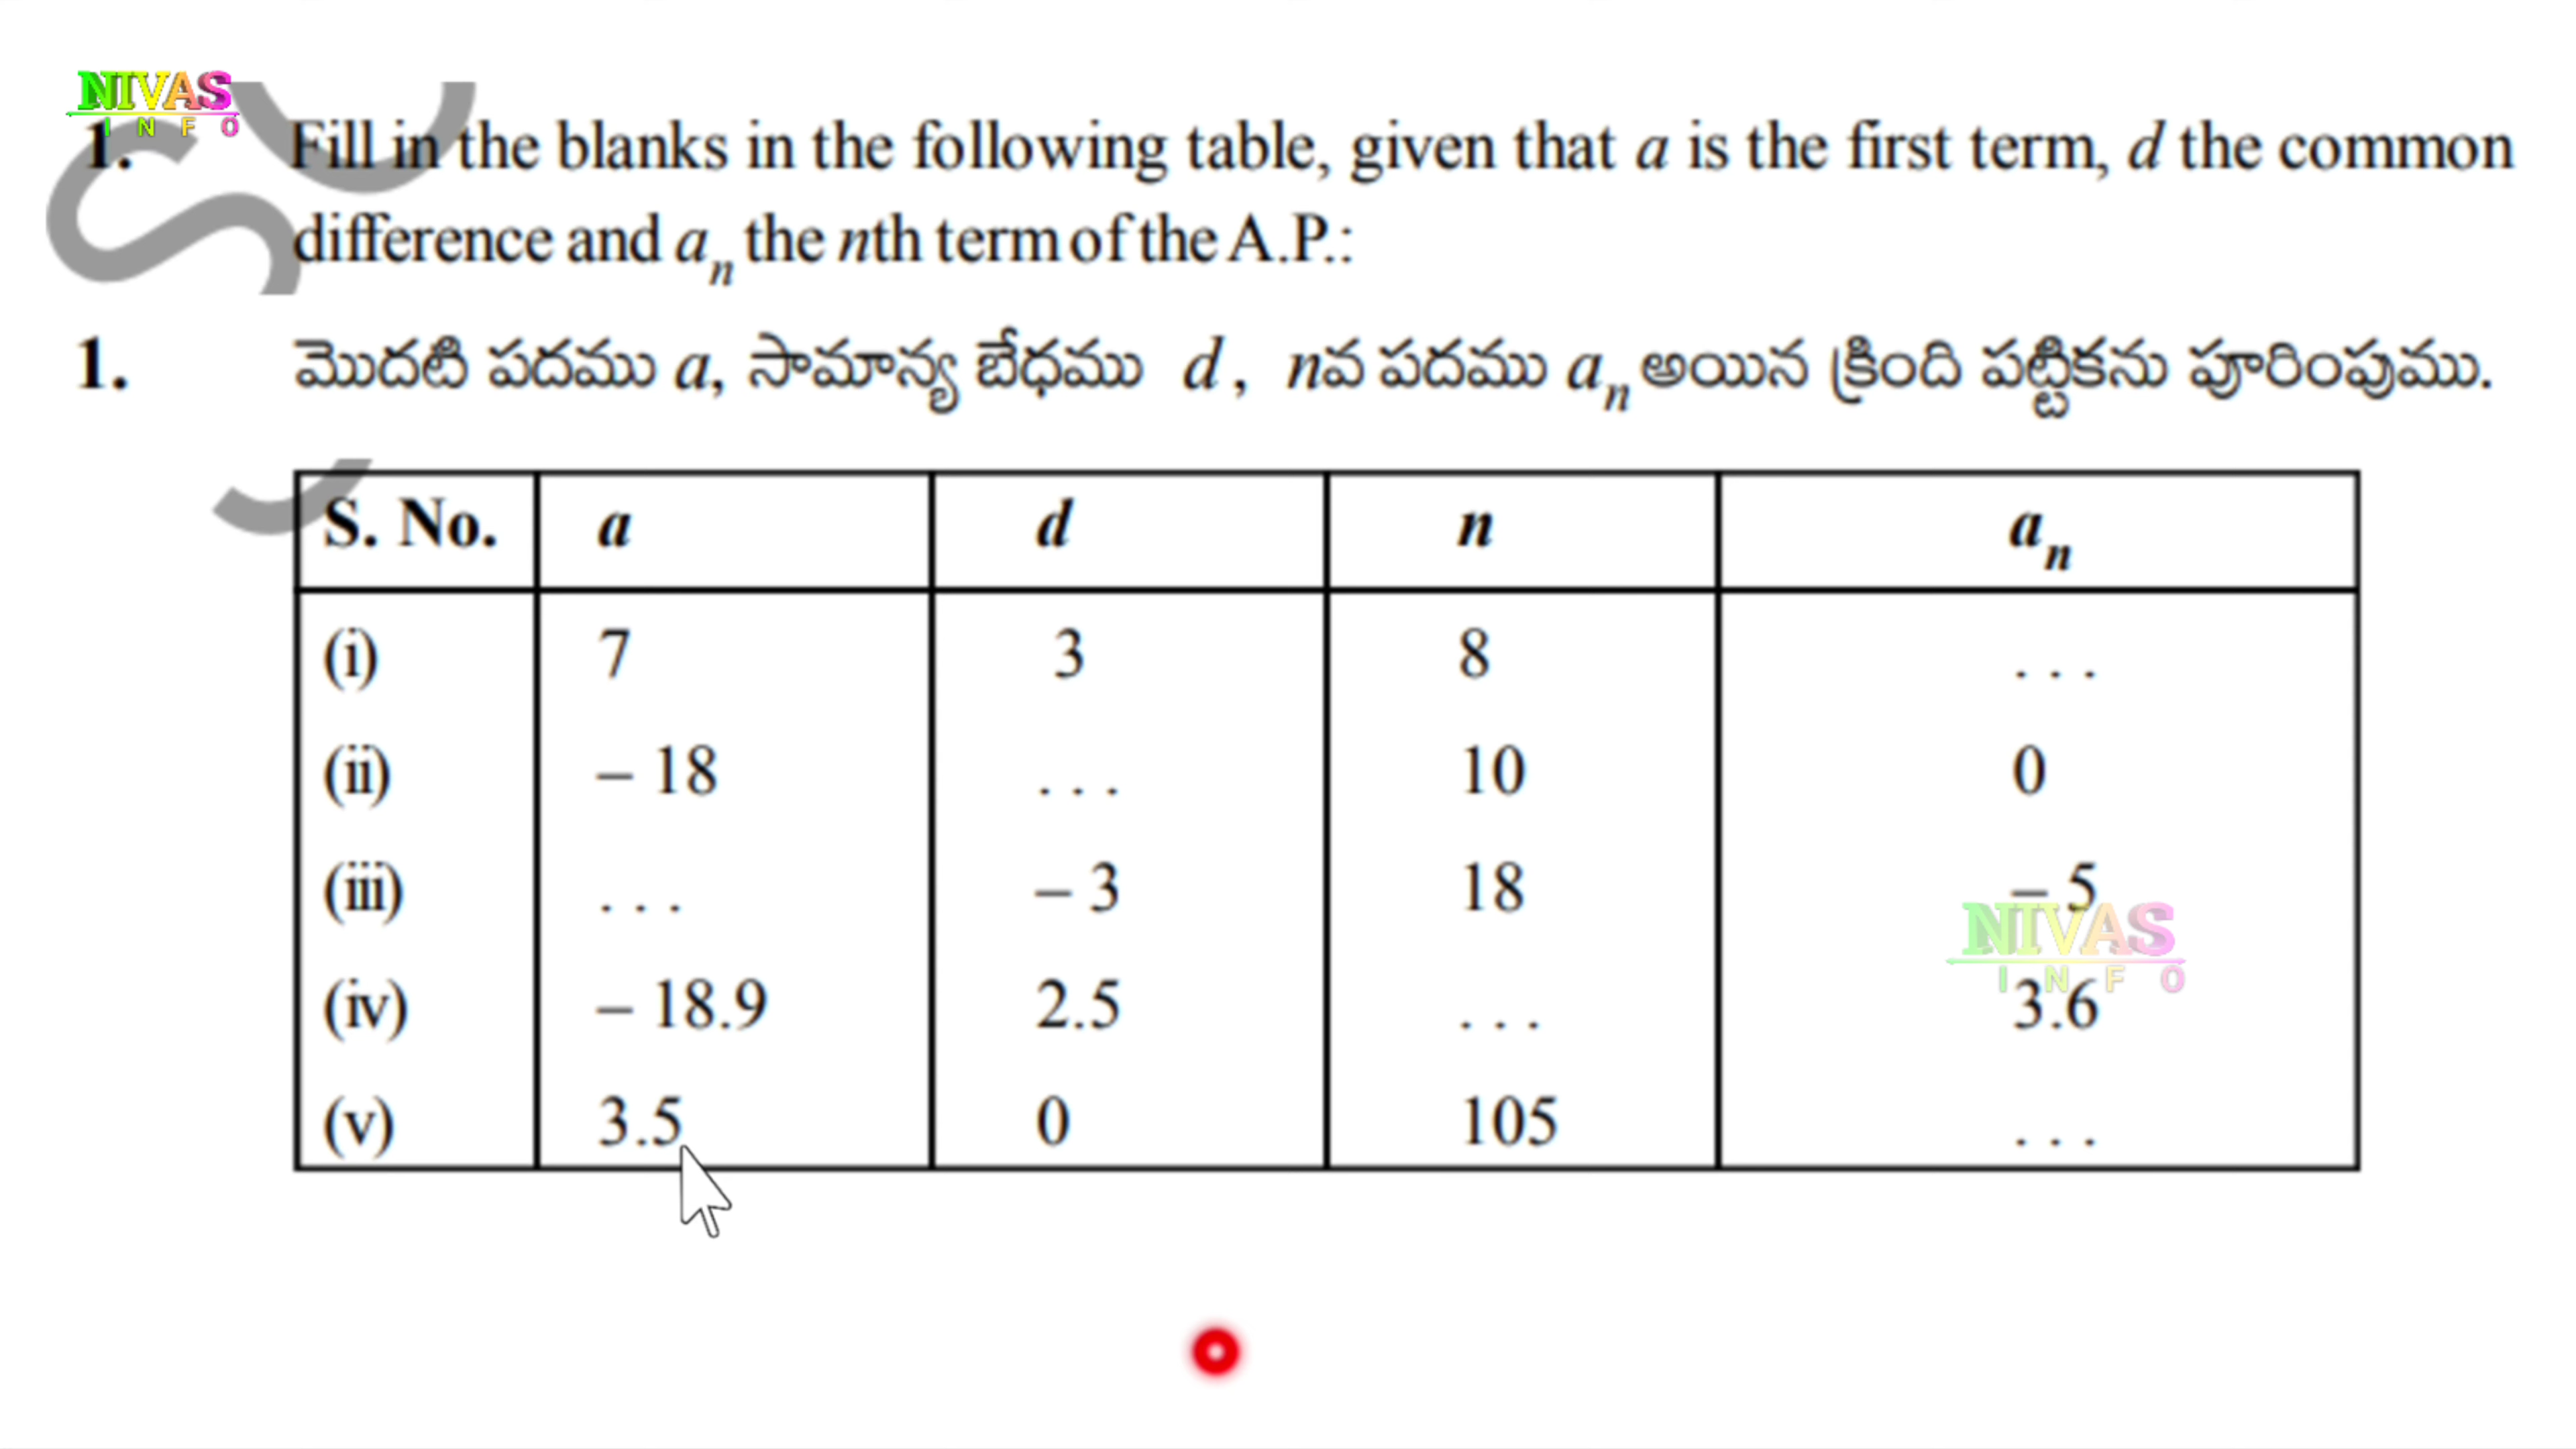 NIVAS
INFO
1. Fill in the blanks in the following table, given that a is the first term, d the common
difference and aₙ the nth term of the A.P.:
1. మొదటి పదము a, సామాన్య బేధము d, nవ పదము aₙ అయిన క్రింది పట్టికను పూరింపుము.
S. No. a d n aₙ
(i) 7 3 8 . . .
(ii) – 18 . . . 10 0
(iii) . . . – 3 18 – 5
NIVAS
INFO
(iv) – 18.9 2.5 . . . 3.6
(v) 3.5 0 105 . . .